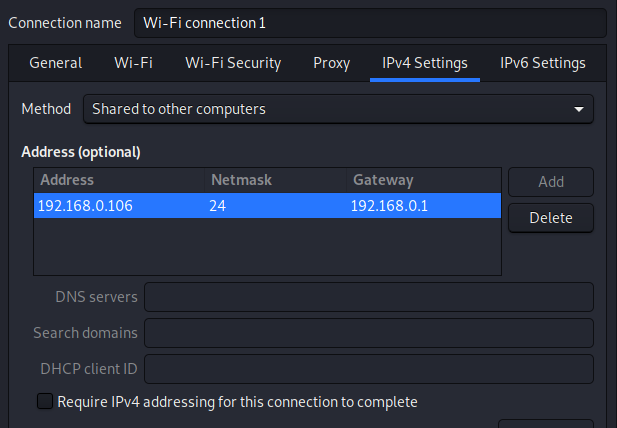 Connection name Wi-Fi connection 1
General Wi-Fi Wi-Fi Security Proxy IPv4 Settings IPv6 Settings
Method Shared to other computers
Address (optional)
Address Netmask Gateway
192.168.0.106 24 192.168.0.1
Add
Delete
DNS servers
Search domains
DHCP client ID
Require IPv4 addressing for this connection to complete